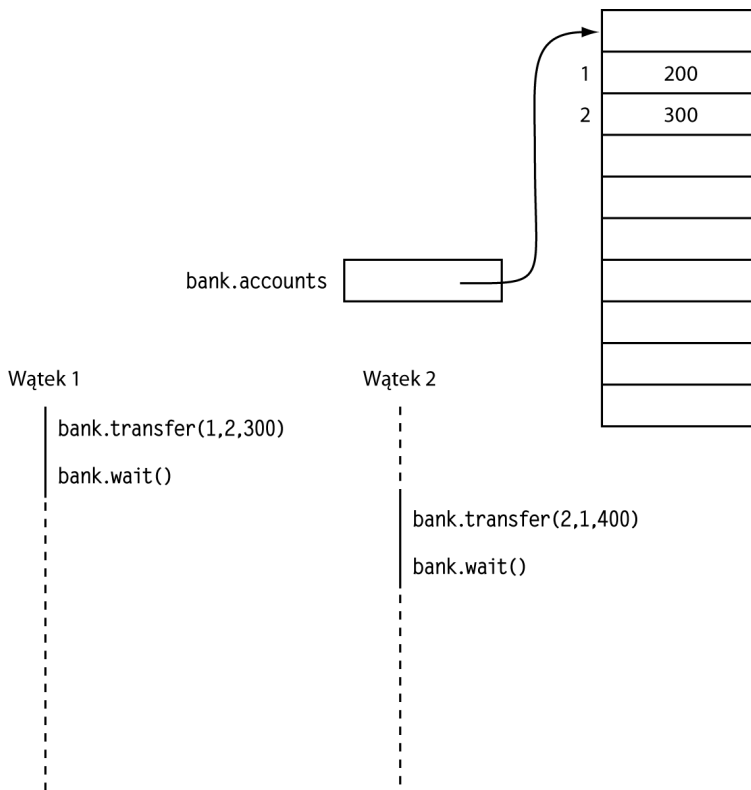 1 200
2 300
bank.accounts
Wątek 1 Wątek 2
bank.transfer(1,2,300)
bank.wait()
bank.transfer(2,1,400)
bank.wait()